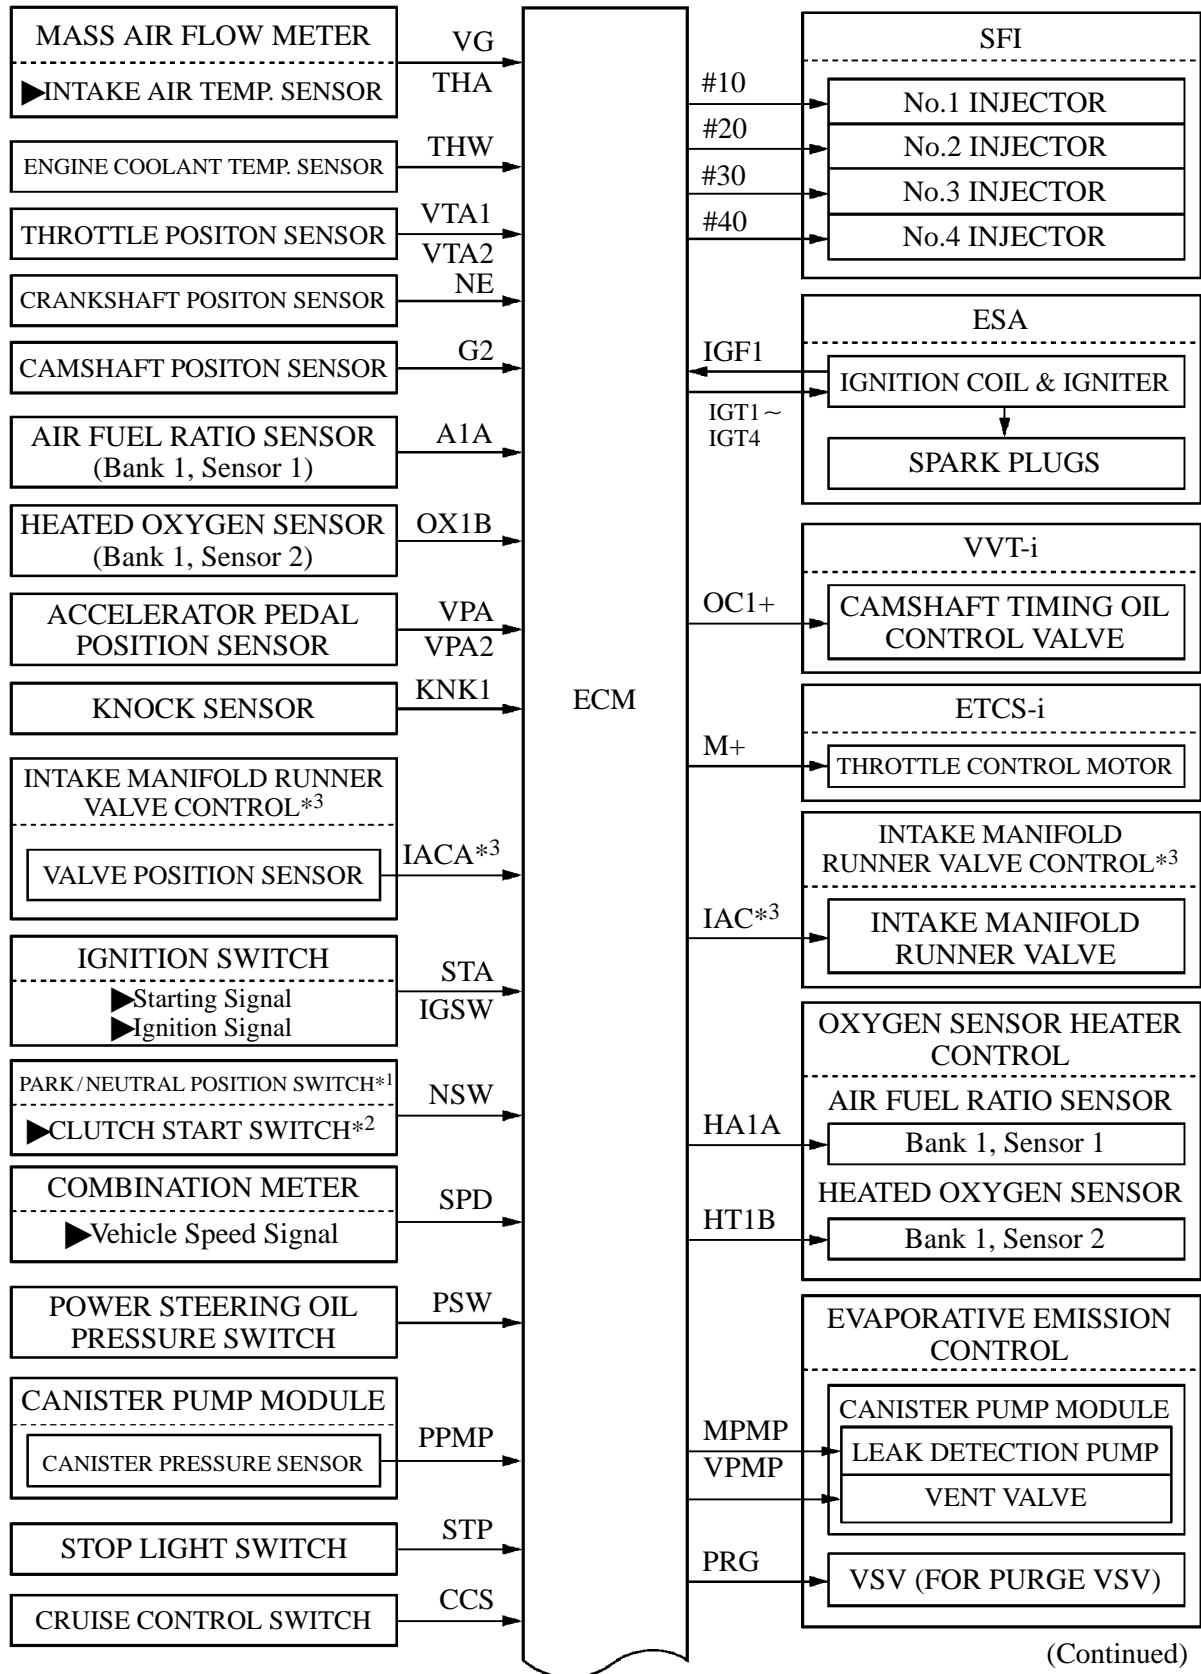 MASS AIR FLOW METER
▶INTAKE AIR TEMP. SENSOR
VG
THA
ENGINE COOLANT TEMP. SENSOR
THW
THROTTLE POSITON SENSOR
VTA1
VTA2
CRANKSHAFT POSITON SENSOR
NE
CAMSHAFT POSITON SENSOR
G2
AIR FUEL RATIO SENSOR
(Bank 1, Sensor 1)
A1A
HEATED OXYGEN SENSOR
(Bank 1, Sensor 2)
OX1B
ACCELERATOR PEDAL
POSITION SENSOR
VPA
VPA2
KNOCK SENSOR
KNK1
INTAKE MANIFOLD RUNNER
VALVE CONTROL*3
VALVE POSITION SENSOR
IACA*3
IGNITION SWITCH
▶Starting Signal
▶Ignition Signal
STA
IGSW
PARK/NEUTRAL POSITION SWITCH*1
▶CLUTCH START SWITCH*2
NSW
COMBINATION METER
▶Vehicle Speed Signal
SPD
POWER STEERING OIL
PRESSURE SWITCH
PSW
CANISTER PUMP MODULE
CANISTER PRESSURE SENSOR
PPMP
STOP LIGHT SWITCH
STP
CRUISE CONTROL SWITCH
CCS
ECM
SFI
#10
No.1 INJECTOR
#20
No.2 INJECTOR
#30
No.3 INJECTOR
#40
No.4 INJECTOR
ESA
IGF1
IGNITION COIL & IGNITER
IGT1~
IGT4
SPARK PLUGS
VVT-i
OC1+
CAMSHAFT TIMING OIL
CONTROL VALVE
ETCS-i
M+
THROTTLE CONTROL MOTOR
INTAKE MANIFOLD
RUNNER VALVE CONTROL*3
IAC*3
INTAKE MANIFOLD
RUNNER VALVE
OXYGEN SENSOR HEATER
CONTROL
AIR FUEL RATIO SENSOR
HA1A
Bank 1, Sensor 1
HEATED OXYGEN SENSOR
HT1B
Bank 1, Sensor 2
EVAPORATIVE EMISSION
CONTROL
CANISTER PUMP MODULE
MPMP
LEAK DETECTION PUMP
VPMP
VENT VALVE
PRG
VSV (FOR PURGE VSV)
(Continued)